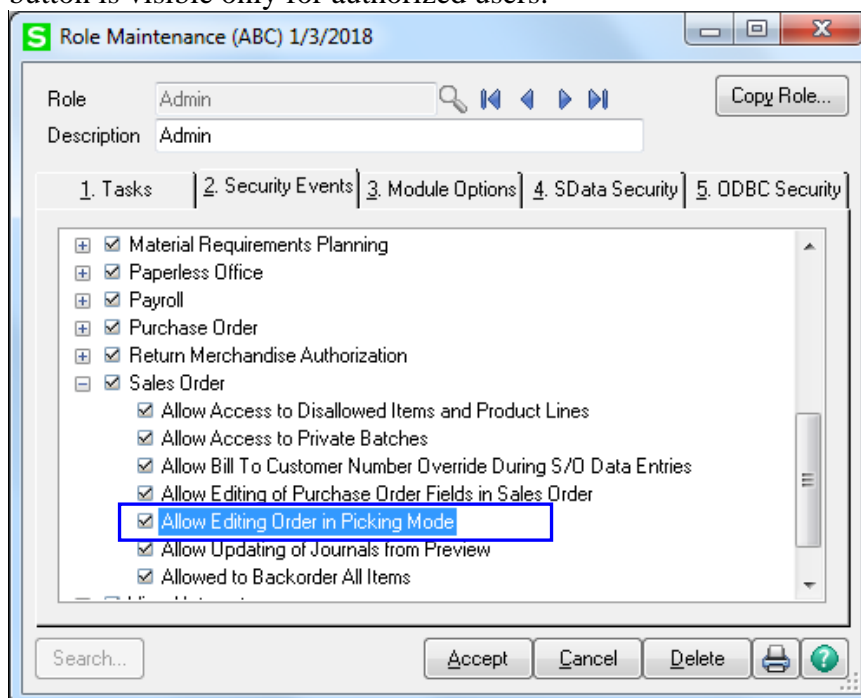 button is visible only for authorized users.
S Role Maintenance (ABC) 1/3/2018
Role Admin Copy Role...
Description Admin
1. Tasks 2. Security Events 3. Module Options 4. SData Security 5. ODBC Security
Material Requirements Planning
Paperless Office
Payroll
Purchase Order
Return Merchandise Authorization
Sales Order
Allow Access to Disallowed Items and Product Lines
Allow Access to Private Batches
Allow Bill To Customer Number Override During S/O Data Entries
Allow Editing of Purchase Order Fields in Sales Order
Allow Editing Order in Picking Mode
Allow Updating of Journals from Preview
Allowed to Backorder All Items
Search... Accept Cancel Delete